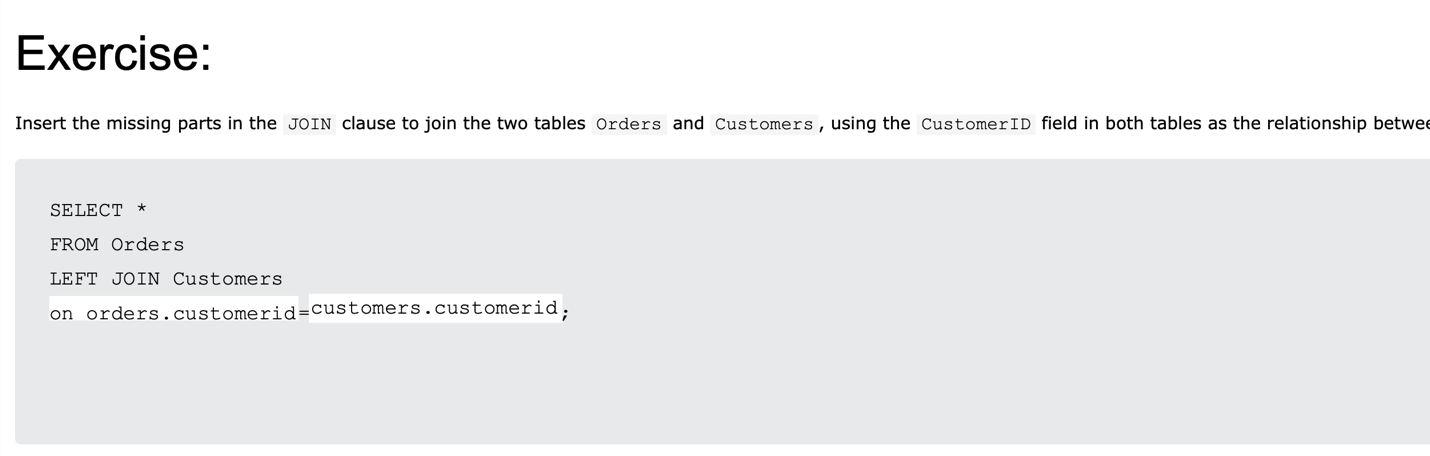 Exercise:
Insert the missing parts in the JOIN clause to join the two tables Orders and Customers, using the CustomerID field in both tables as the relationship
SELECT *
FROM Orders
LEFT JOIN Customers
on orders.customerid=customers.customerid;